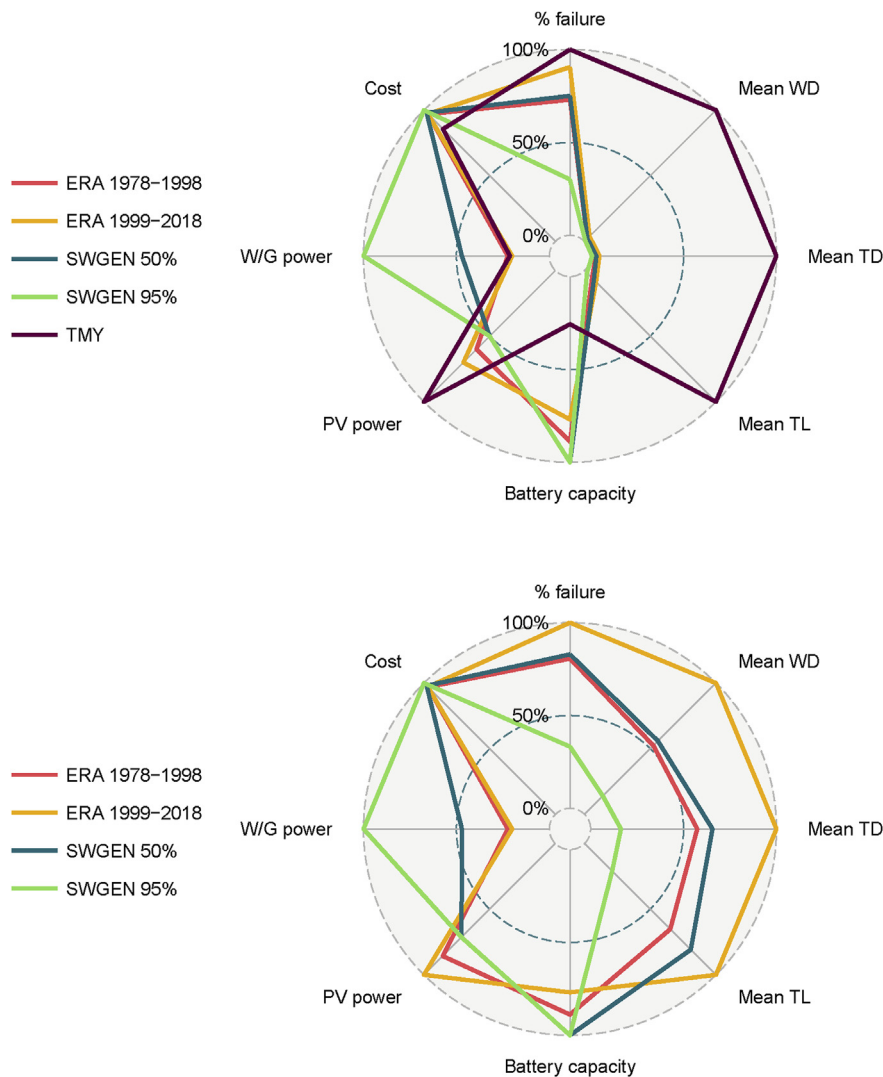 % failure
100%
Cost
Mean WD
50%
ERA 1978−1998
ERA 1999−2018
0%
SWGEN 50%
W/G power
Mean TD
SWGEN 95%
TMY
PV power
Mean TL
Battery capacity
% failure
100%
Cost
Mean WD
50%
ERA 1978−1998
ERA 1999−2018
0%
SWGEN 50%
W/G power
Mean TD
SWGEN 95%
PV power
Mean TL
Battery capacity